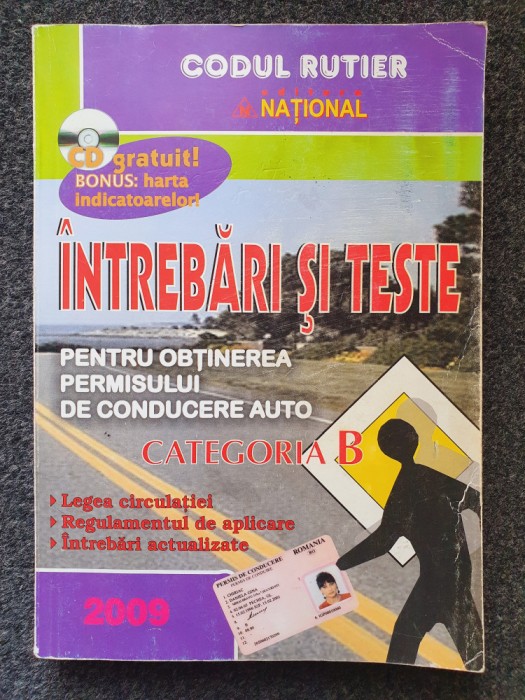 CODUL RUTIER
editura
NAȚIONAL
CD gratuit!
BONUS: harta
indicatoarelor!
ÎNTREBĂRI ȘI TESTE
PENTRU OBȚINEREA
PERMISULUI
DE CONDUCERE AUTO
CATEGORIA B
Legea circulației
Regulamentul de aplicare
Întrebări actualizate
2009
PERMIS DE CONDUCERE
ROMANIA